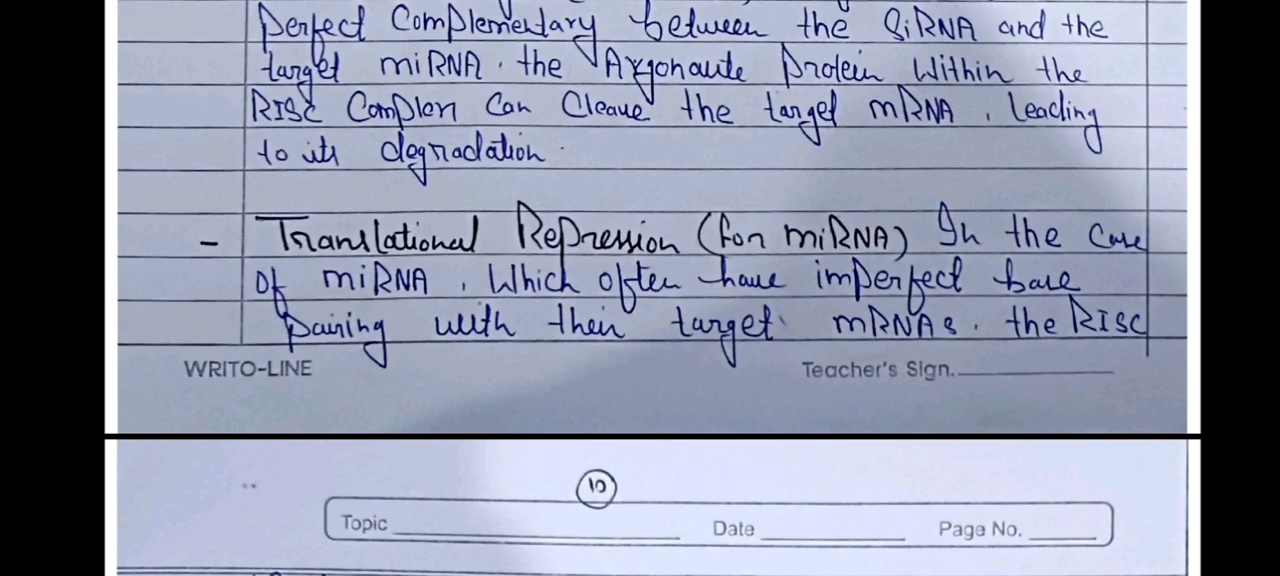 Perfect Complementary between the SiRNA and the
target miRNA. the Argonaute Protein Within the
RISC Complex Can Cleave the target mRNA, leading
to its degradation.
- Translational Repression (for miRNA) In the Case
Of miRNA, Which often have imperfect base
pairing with their target mRNAs. the RISC
WRITO-LINE
Teacher's Sign.
10
Topic Date Page No.